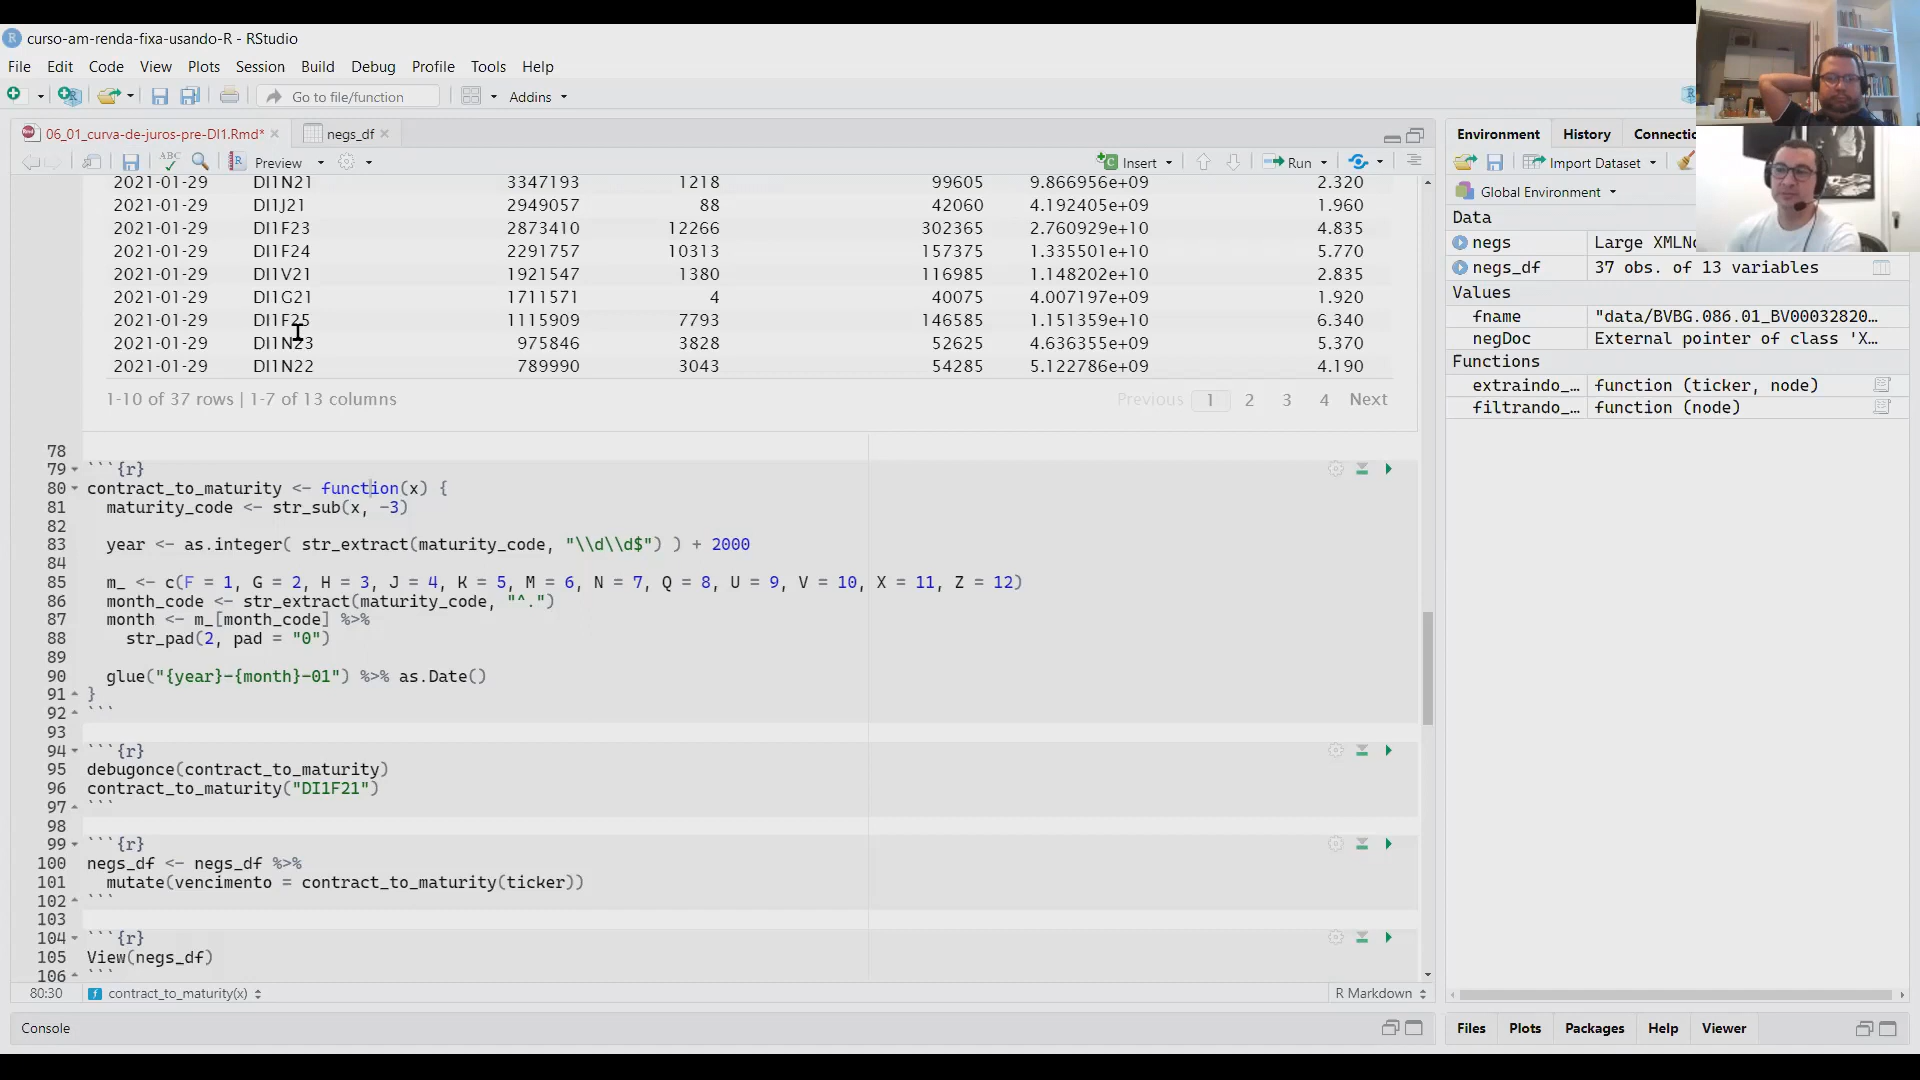 curso-am-renda-fixa-usando-R - RStudio
File Edit Code View Plots Session Build Debug Profile Tools Help
Go to file/function Addins
06_01_curva-de-juros-pre-DI1.Rmd* negs_df
ABC Preview Insert Run
2021-01-29 DI1N21 3347193 1218 99605 9.866956e+09 2.320
2021-01-29 DI1J21 2949057 88 42060 4.192405e+09 1.960
2021-01-29 DI1F23 2873410 12266 302365 2.760929e+10 4.835
2021-01-29 DI1F24 2291757 10313 157375 1.335501e+10 5.770
2021-01-29 DI1V21 1921547 1380 116985 1.148202e+10 2.835
2021-01-29 DI1G21 1711571 4 40075 4.007197e+09 1.920
2021-01-29 DI1F25 1115909 7793 146585 1.151359e+10 6.340
2021-01-29 DI1N23 975846 3828 52625 4.636355e+09 5.370
2021-01-29 DI1N22 789990 3043 54285 5.122786e+09 4.190
1-10 of 37 rows | 1-7 of 13 columns Previous 1 2 3 4 Next
78
79 ```{r}
80 contract_to_maturity <- function(x) {
81 maturity_code <- str_sub(x, -3)
82
83 year <- as.integer( str_extract(maturity_code, "\\d\\d$") ) + 2000
84
85 m_ <- c(F = 1, G = 2, H = 3, J = 4, K = 5, M = 6, N = 7, Q = 8, U = 9, V = 10, X = 11, Z = 12)
86 month_code <- str_extract(maturity_code, "^.")
87 month <- m_[month_code] %>%
88 str_pad(2, pad = "0")
89
90 glue("{year}-{month}-01") %>% as.Date()
91 }
92 ```
93
94 ```{r}
95 debugonce(contract_to_maturity)
96 contract_to_maturity("DI1F21")
97 ```
98
99 ```{r}
100 negs_df <- negs_df %>%
101 mutate(vencimento = contract_to_maturity(ticker))
102 ```
103
104 ```{r}
105 View(negs_df)
106 ```
80:30 contract_to_maturity(x) R Markdown
Console
Environment History Connectio
Import Dataset
Global Environment
Data
negs Large XMLNo
negs_df 37 obs. of 13 variables
Values
fname "data/BVBG.086.01_BV00032820…
negDoc External pointer of class 'X…
Functions
extraindo_… function (ticker, node)
filtrando_… function (node)
Files Plots Packages Help Viewer